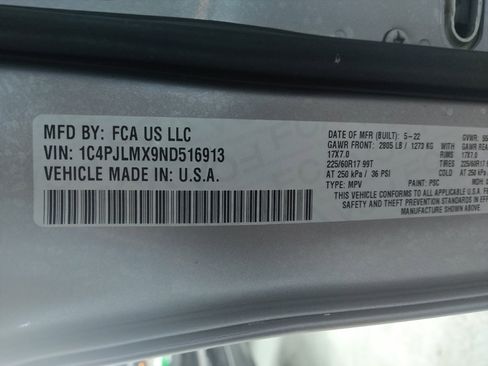 MFD BY: FCA US LLC
VIN: 1C4PJLMX9ND516913
VEHICLE MADE IN: U.S.A.
DATE OF MFR (BUILT): 5-22 GVWR:
GAWR FRONT: 2805 LB / 1273 KG GAWR REA
17X7.0 RIMS 17X7.0
225/60R17 99T TIRES 225/60R17
AT 250 kPa / 36 PSI COLD AT 250 kPa /
TYPE: MPV PAINT: PSC
THIS VEHICLE CONFORMS TO ALL APPLICABLE U.S.A. F
SAFETY AND THEFT PREVENTION STANDARDS IN EFFE
MANUFACTURE SHOWN ABOVE.